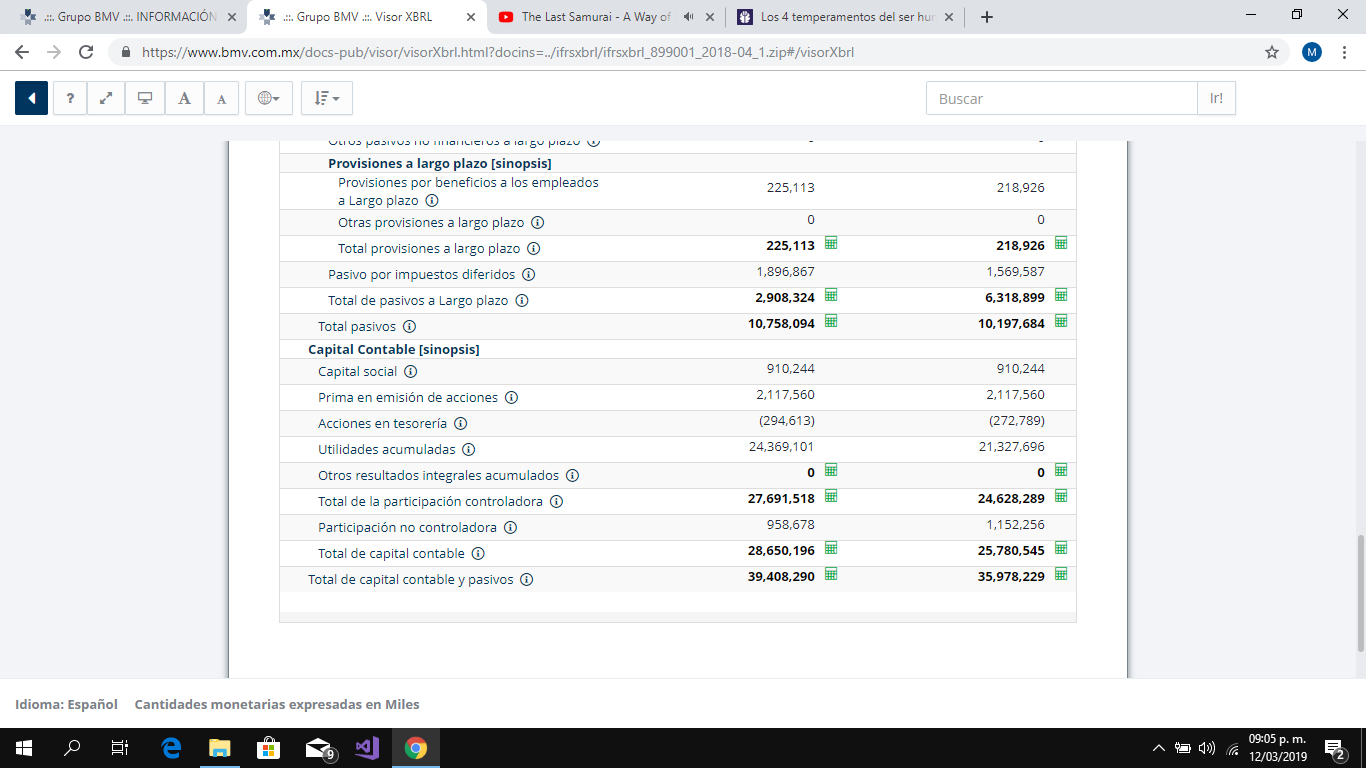 .::. Grupo BMV .::. INFORMACIÓN
.::. Grupo BMV .::. Visor XBRL
The Last Samurai - A Way of
Los 4 temperamentos del ser hu
https://www.bmv.com.mx/docs-pub/visor/visorXbrl.html?docins=../ifrsxbrl/ifrsxbrl_899001_2018-04_1.zip#/visorXbrl
M
? A A Buscar Ir!
Otros pasivos no financieros a largo plazo
Provisiones a largo plazo [sinopsis]
Provisiones por beneficios a los empleados
a Largo plazo 225,113 218,926
Otras provisiones a largo plazo 0 0
Total provisiones a largo plazo 225,113 218,926
Pasivo por impuestos diferidos 1,896,867 1,569,587
Total de pasivos a Largo plazo 2,908,324 6,318,899
Total pasivos 10,758,094 10,197,684
Capital Contable [sinopsis]
Capital social 910,244 910,244
Prima en emisión de acciones 2,117,560 2,117,560
Acciones en tesorería (294,613) (272,789)
Utilidades acumuladas 24,369,101 21,327,696
Otros resultados integrales acumulados 0 0
Total de la participación controladora 27,691,518 24,628,289
Participación no controladora 958,678 1,152,256
Total de capital contable 28,650,196 25,780,545
Total de capital contable y pasivos 39,408,290 35,978,229
Idioma: Español Cantidades monetarias expresadas en Miles
9
09:05 p. m.
12/03/2019
2